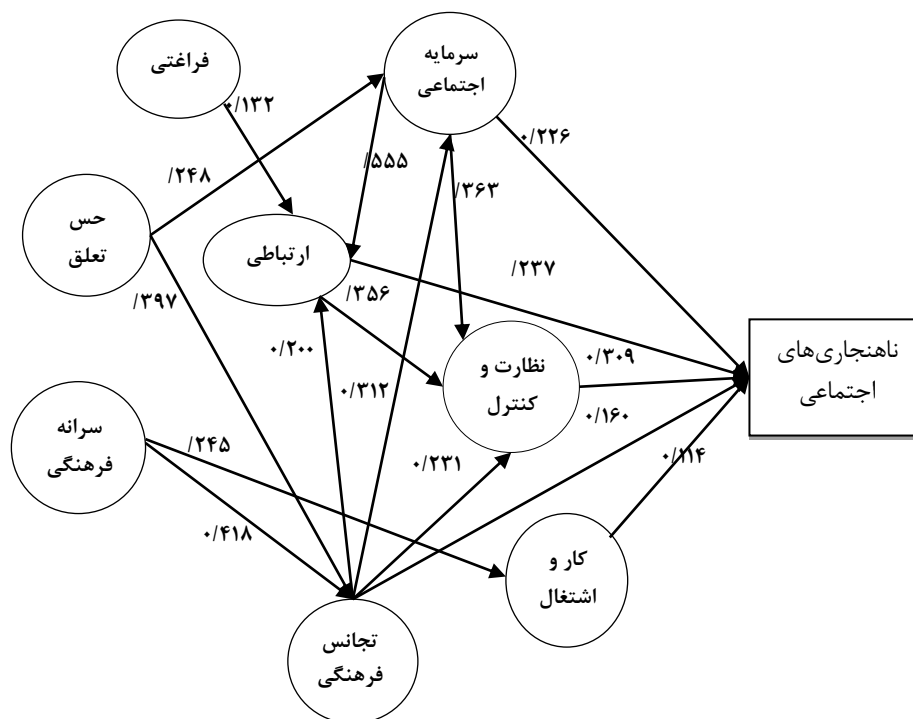 فراغتی
سرمایه
اجتماعی
۰/۱۳۲
۰/۲۲۶
/۵۵۵
/۲۴۸
/۳۶۳
حس
تعلق
ارتباطی
/۲۳۷
/۳۹۷
/۳۵۶
۰/۲۰۰
ناهنجاری‌های
اجتماعی
نظارت و
کنترل
۰/۳۰۹
۰/۳۱۲
۰/۱۶۰
سرانه
فرهنگی
/۲۴۵
۰/۲۳۱
۰/۱۱۴
۰/۴۱۸
کار و
اشتغال
تجانس
فرهنگی